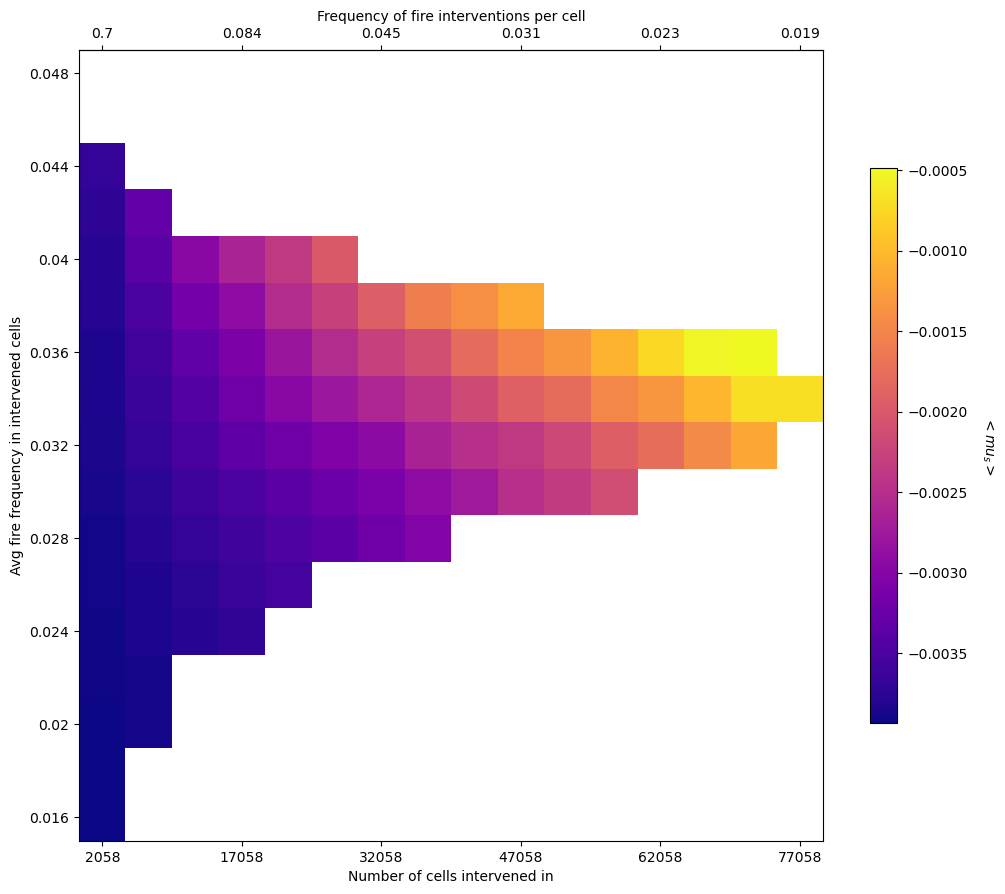 Frequency of fire interventions per cell
0.7 0.084 0.045 0.031 0.023 0.019
0.048
0.044
0.04
0.036
0.032
0.028
0.024
0.02
0.016
Avg fire frequency in intervened cells
2058 17058 32058 47058 62058 77058
Number of cells intervened in
−0.0005
−0.0010
−0.0015
−0.0020
−0.0025
−0.0030
−0.0035
< mu_s >